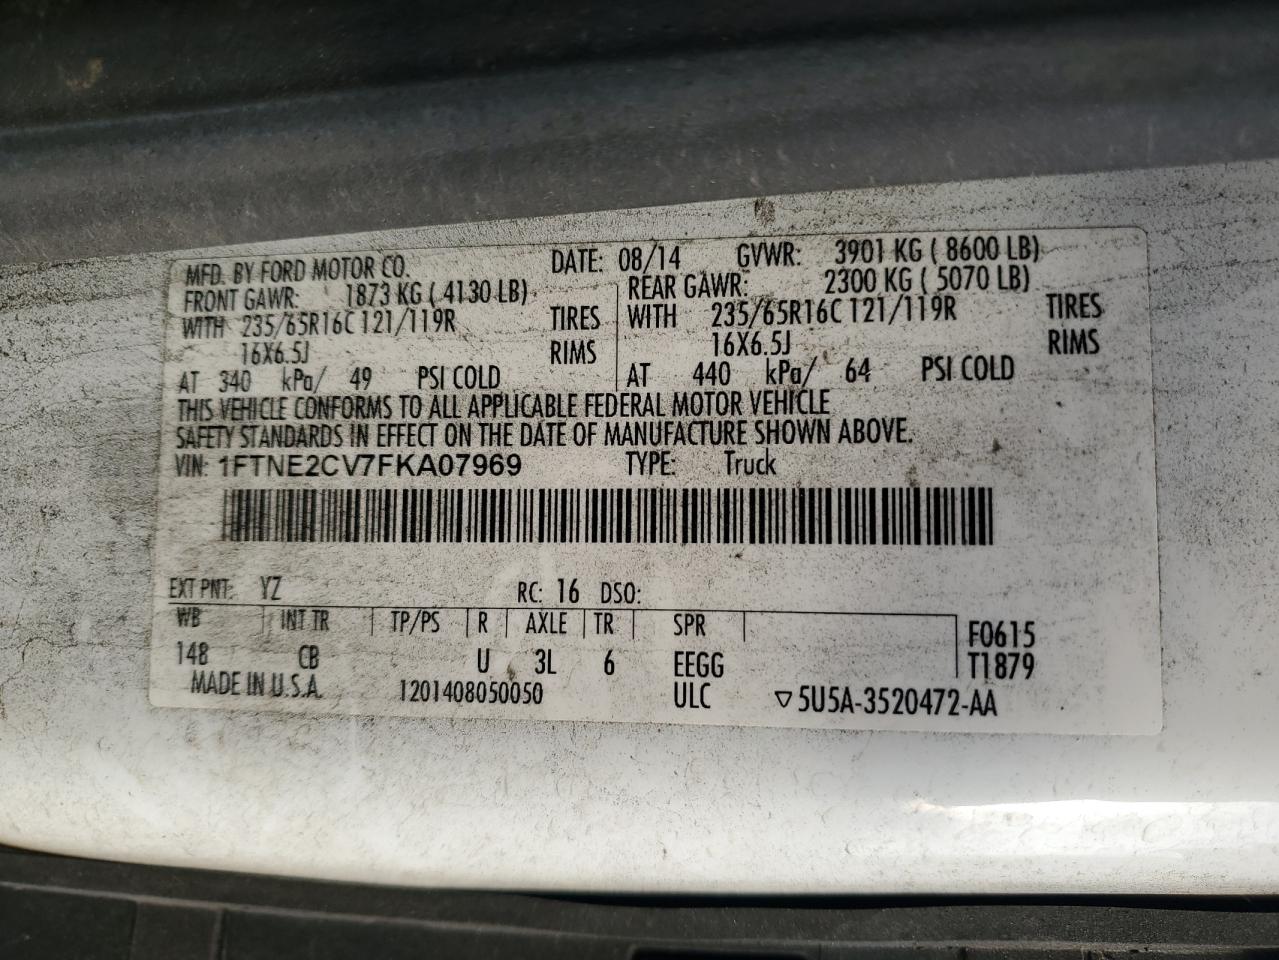 MFD. BY FORD MOTOR CO. DATE: 08/14 GVWR: 3901 KG ( 8600 LB)
FRONT GAWR: 1873 KG ( 4130 LB) REAR GAWR: 2300 KG ( 5070 LB)
WITH 235/65R16C 121/119R TIRES WITH 235/65R16C 121/119R TIRES
16X6.5J RIMS 16X6.5J RIMS
AT 340 kPa/ 49 PSI COLD AT 440 kPa/ 64 PSI COLD
THIS VEHICLE CONFORMS TO ALL APPLICABLE FEDERAL MOTOR VEHICLE
SAFETY STANDARDS IN EFFECT ON THE DATE OF MANUFACTURE SHOWN ABOVE.
VIN: 1FTNE2CV7FKA07969 TYPE: Truck
EXT PNT: YZ RC: 16 DSO:
WB INT TR TP/PS R AXLE TR SPR F0615
148 CB U 3L 6 EEGG T1879
MADE IN U.S.A. 1201408050050 ULC ▽5U5A-3520472-AA